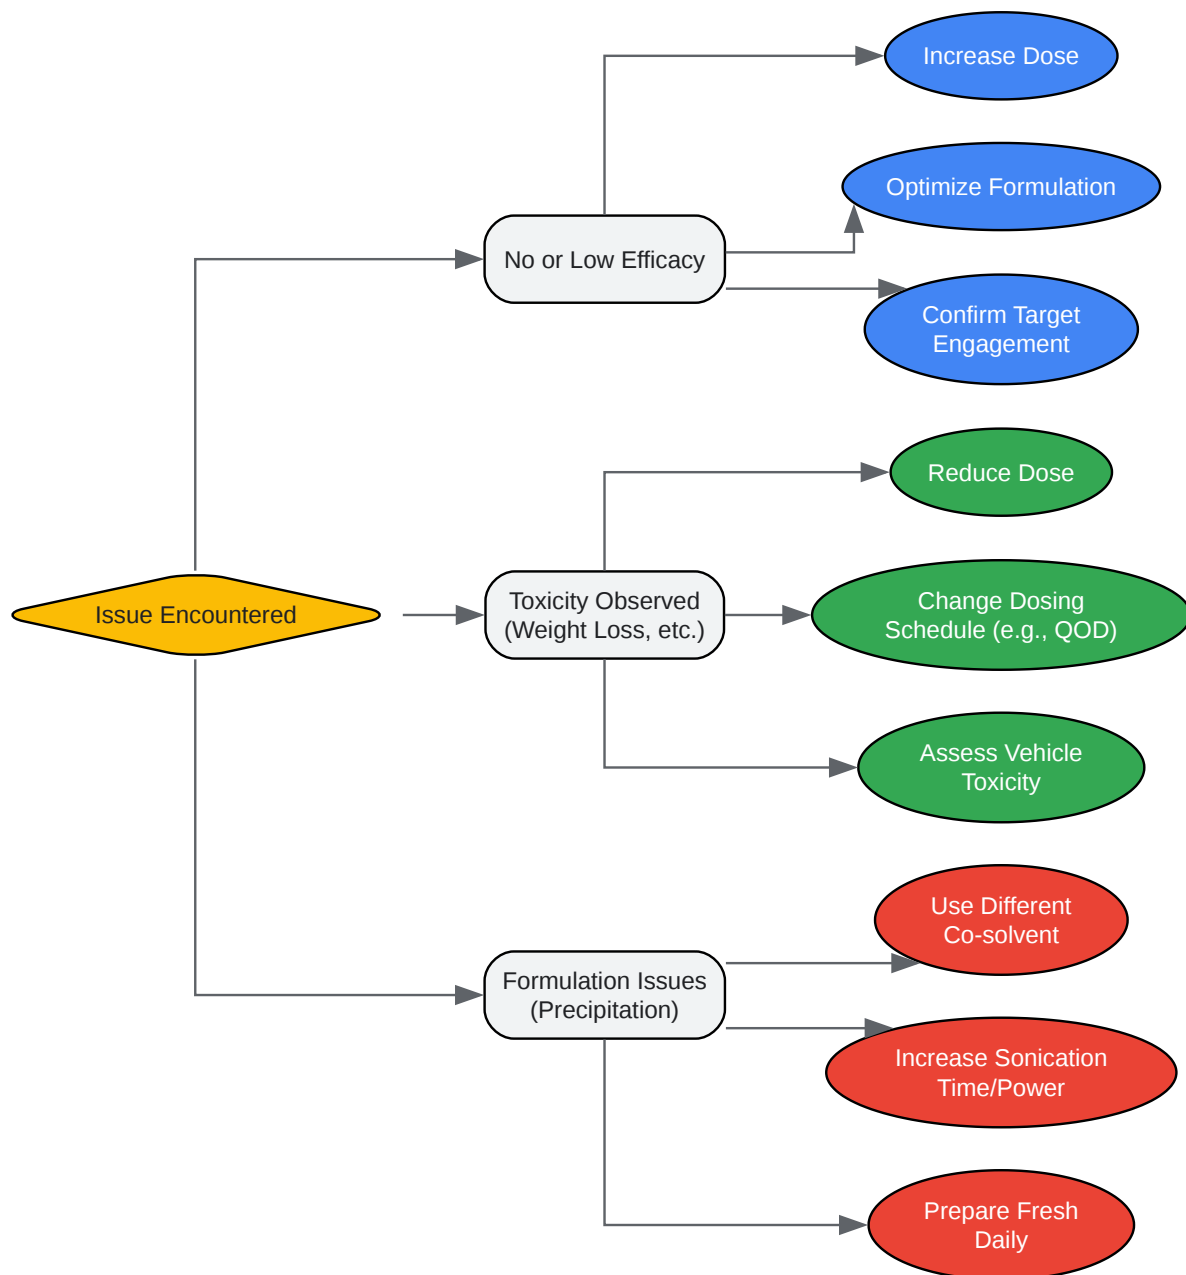 Increase Dose
Optimize Formulation
No or Low Efficacy
Confirm Target
Engagement
Reduce Dose
Issue Encountered
Toxicity Observed
(Weight Loss, etc.)
Change Dosing
Schedule (e.g., QOD)
Assess Vehicle
Toxicity
Use Different
Co-solvent
Formulation Issues
(Precipitation)
Increase Sonication
Time/Power
Prepare Fresh
Daily